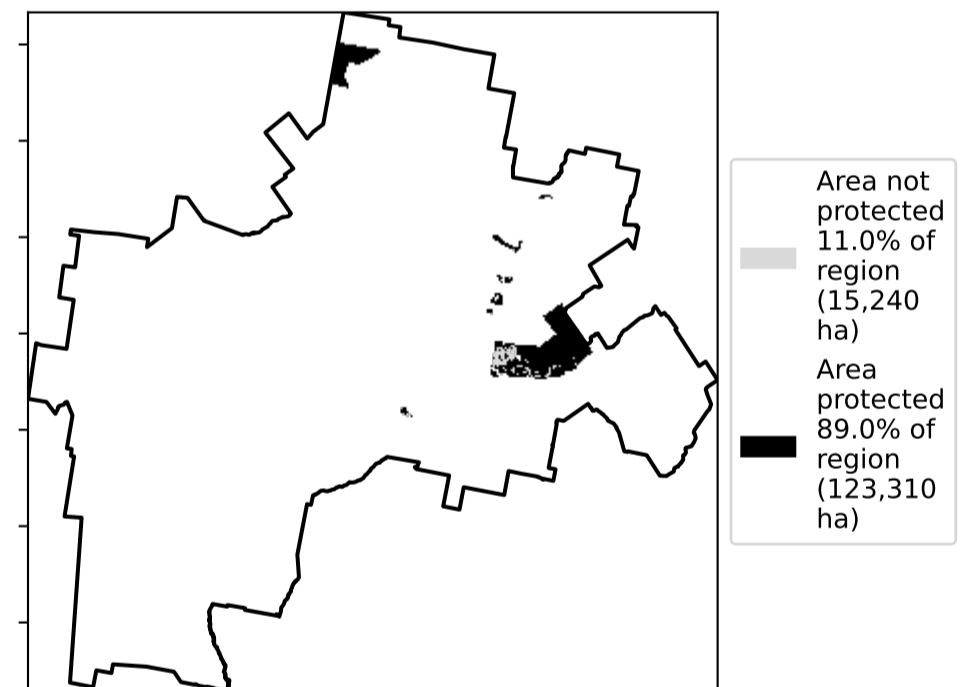 Area not
protected
11.0% of
region
(15,240
ha)
Area
protected
89.0% of
region
(123,310
ha)